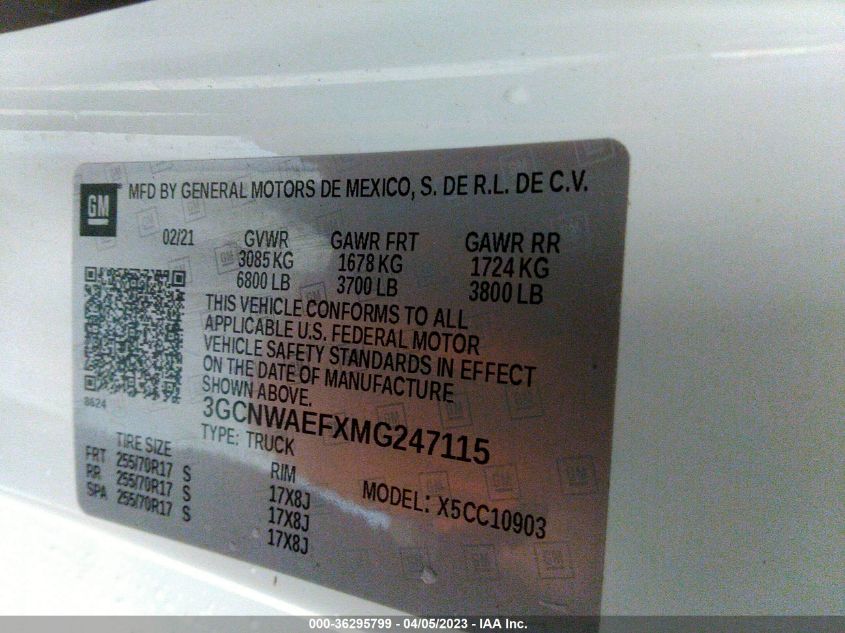 GM
MFD BY GENERAL MOTORS DE MEXICO, S. DE R.L. DE C.V.
02/21 GVWR GAWR FRT GAWR RR
3085 KG 1678 KG 1724 KG
6800 LB 3700 LB 3800 LB
THIS VEHICLE CONFORMS TO ALL
APPLICABLE U.S. FEDERAL MOTOR
VEHICLE SAFETY STANDARDS IN EFFECT
ON THE DATE OF MANUFACTURE
SHOWN ABOVE.
8624
3GCNWAEFXMG247115
TYPE: TRUCK
TIRE SIZE RIM MODEL: X5CC10903
FRT 255/70R17 S 17X8J
RR 255/70R17 S 17X8J
SPA 255/70R17 S 17X8J
000-36295799 - 04/05/2023 - IAA Inc.